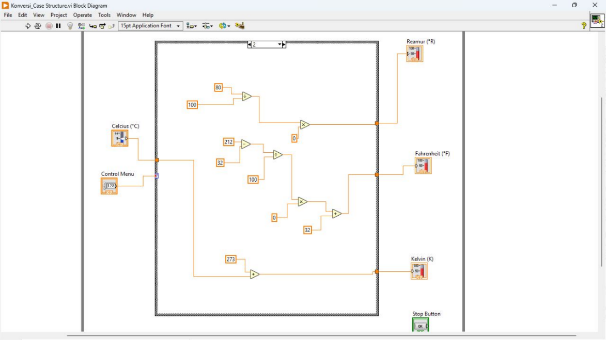 Konversi_Case Structure.vi Block Diagram
File Edit View Project Operate Tools Window Help
15pt Application Font
2
Reamur (°R)
80
100
0
Celcius (°C)
212
32
Fahrenheit (°F)
100
Control Menu
0
32
Kelvin (K)
273
Stop Button